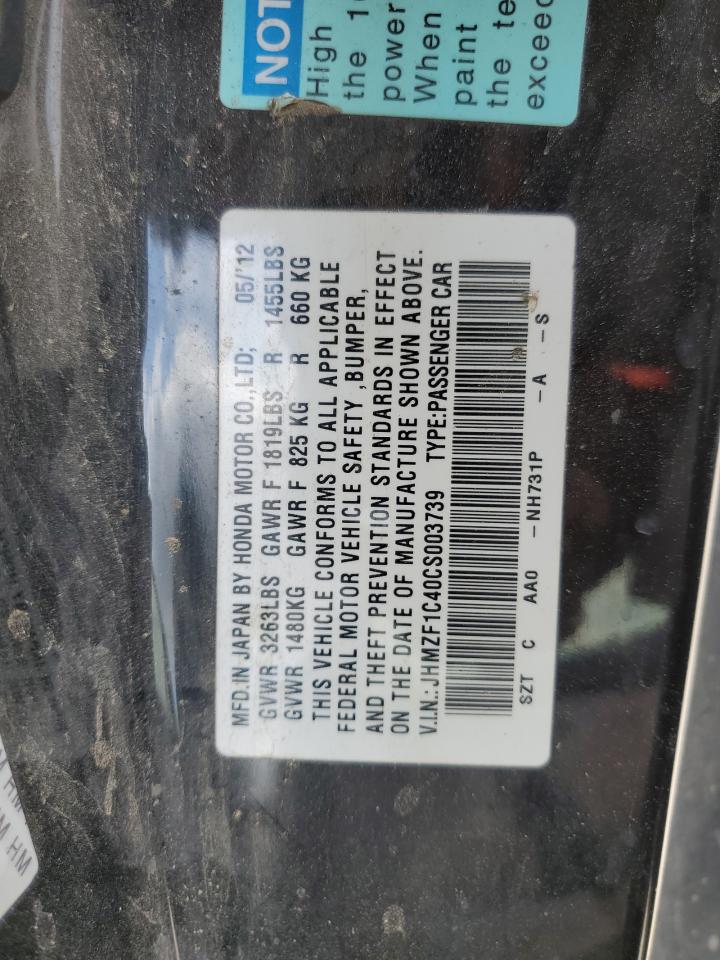 NOT
High
the 10
power
When
paint
the te
exceed
MFD.IN JAPAN BY HONDA MOTOR CO.,LTD; 05/'12
GVWR 3263LBS GAWR F 1819LBS R 1455LBS
GVWR 1480KG GAWR F 825 KG R 660 KG
THIS VEHICLE CONFORMS TO ALL APPLICABLE
FEDERAL MOTOR VEHICLE SAFETY ,BUMPER,
AND THEFT PREVENTION STANDARDS IN EFFECT
ON THE DATE OF MANUFACTURE SHOWN ABOVE.
V.I.N.: JHMZF1C40CS003739 TYPE:PASSENGER CAR
SZT C AA0 -NH731P -A -S
HM